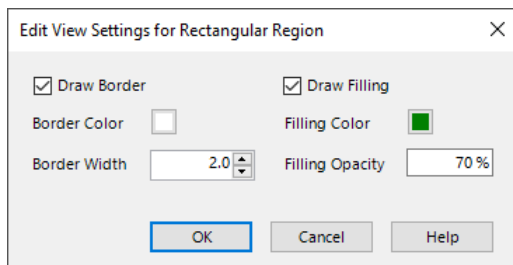 Edit View Settings for Rectangular Region
Draw Border
Draw Filling
Border Color
Filling Color
Border Width
2.0
Filling Opacity
70 %
OK
Cancel
Help